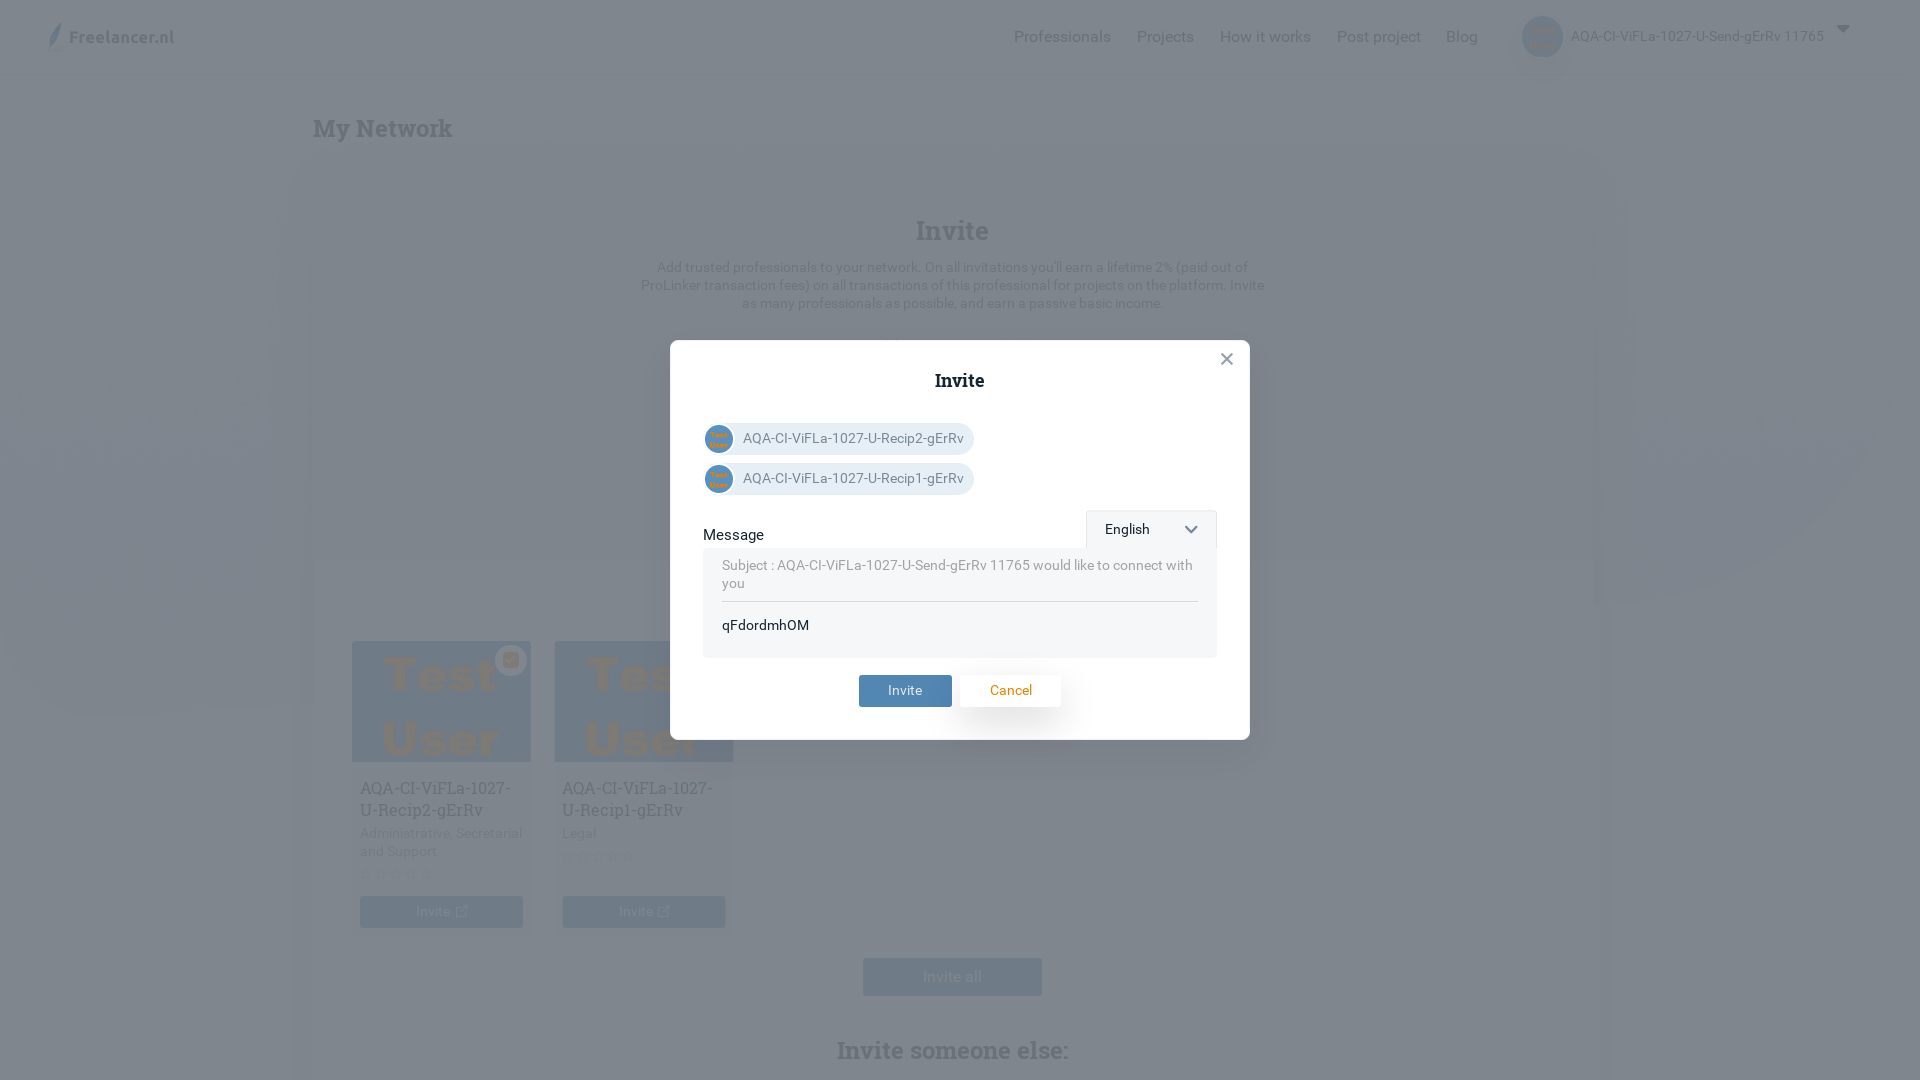 Freelancer.nl
Professionals
Projects
How it works
Post project
Blog
AQA-CI-ViFLa-1027-U-Send-gErRv 11765
My Network
Invite
Add trusted professionals to your network. On all invitations you'll earn a lifetime 2% (paid out of
ProLinker transaction fees) on all transactions of this professional for projects on the platform. Invite
as many professionals as possible, and earn a passive basic income.
Invite
Test User
AQA-CI-ViFLa-1027-U-Recip2-gErRv
Test User
AQA-CI-ViFLa-1027-U-Recip1-gErRv
Message
English
Subject : AQA-CI-ViFLa-1027-U-Send-gErRv 11765 would like to connect with
you
qFdordmhOM
Invite
Cancel
Test
User
AQA-CI-ViFLa-1027-
U-Recip2-gErRv
Administrative, Secretarial
and Support
Invite
AQA-CI-ViFLa-1027-
U-Recip1-gErRv
Legal
Invite
Invite all
Invite someone else: